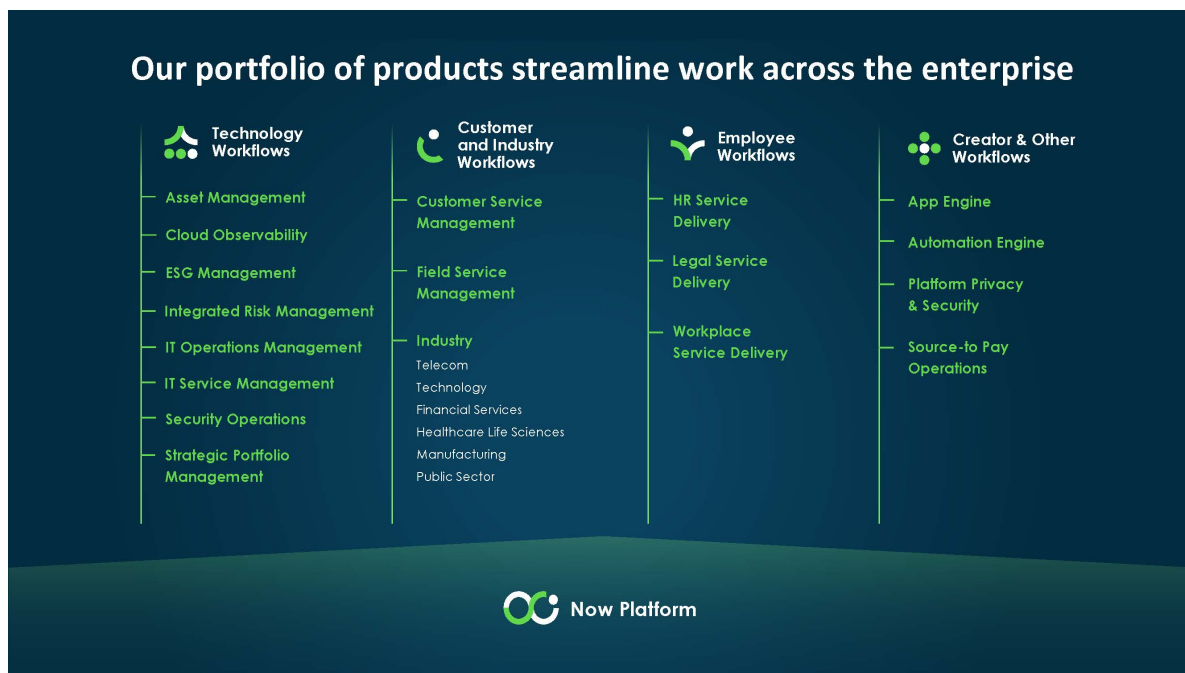 Our portfolio of products streamline work across the enterprise
Technology
Workflows
Asset Management
Cloud Observability
ESG Management
Integrated Risk Management
IT Operations Management
IT Service Management
Security Operations
Strategic Portfolio
Management
Customer
and Industry
Workflows
Customer Service
Management
Field Service
Management
Industry
Telecom
Technology
Financial Services
Healthcare Life Sciences
Manufacturing
Public Sector
Employee
Workflows
HR Service
Delivery
Legal Service
Delivery
Workplace
Service Delivery
Creator & Other
Workflows
App Engine
Automation Engine
Platform Privacy
& Security
Source-to Pay
Operations
Now Platform